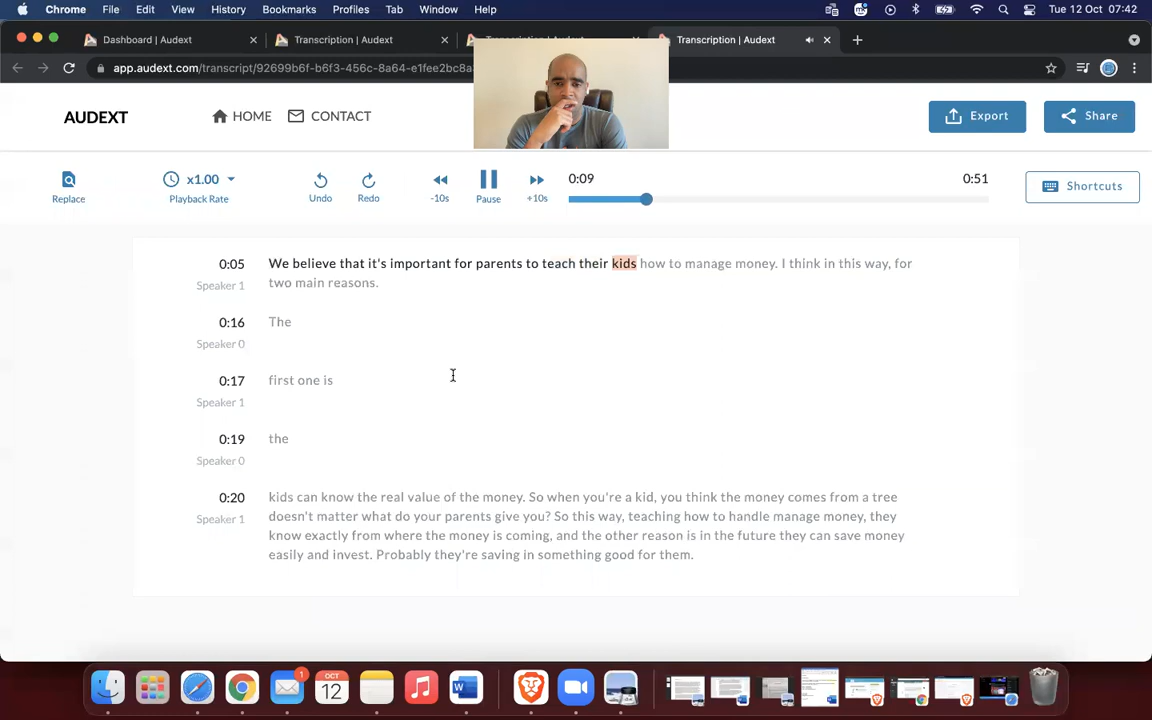 Chrome File Edit View History Bookmarks Profiles Tab Window Help Tue 12 Oct 07:42
Dashboard | Audext Transcription | Audext Transcription | Audext Transcription | Audext
app.audext.com/transcript/92699b6f-b6f3-456c-8a64-e1fee2bc8a
AUDEXT HOME CONTACT Export Share
Replace x1.00 Playback Rate Undo Redo -10s Pause +10s 0:09 0:51 Shortcuts
0:05 We believe that it's important for parents to teach their kids how to manage money. I think in this way, for
Speaker 1 two main reasons.
0:16 The
Speaker 0
0:17 first one is
Speaker 1
0:19 the
Speaker 0
0:20 kids can know the real value of the money. So when you're a kid, you think the money comes from a tree
Speaker 1 doesn't matter what do your parents give you? So this way, teaching how to handle manage money, they
know exactly from where the money is coming, and the other reason is in the future they can save money
easily and invest. Probably they're saving in something good for them.
1
OCT
12